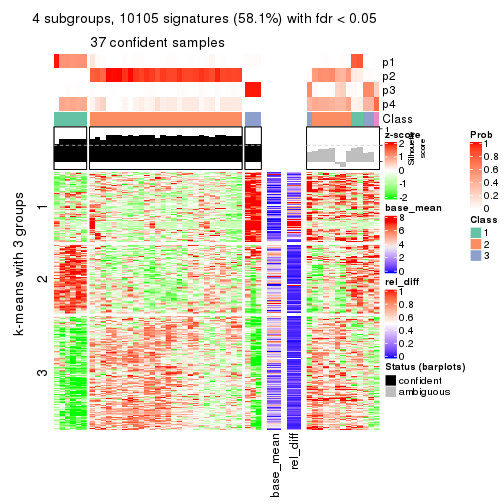 4 subgroups, 10105 signatures (58.1%) with fdr < 0.05
37 confident samples
p1
p2
p3
p4
Class
1
Silhouette
score
k-means with 3 groups
1
2
3
base_mean
rel_diff
z-score
2
1
0
-1
-2
base_mean
8
6
4
2
0
rel_diff
1
0.8
0.6
0.4
0.2
0
Status (barplots)
confident
ambiguous
Prob
1
0.8
0.6
0.4
0.2
0
Class
1
2
3